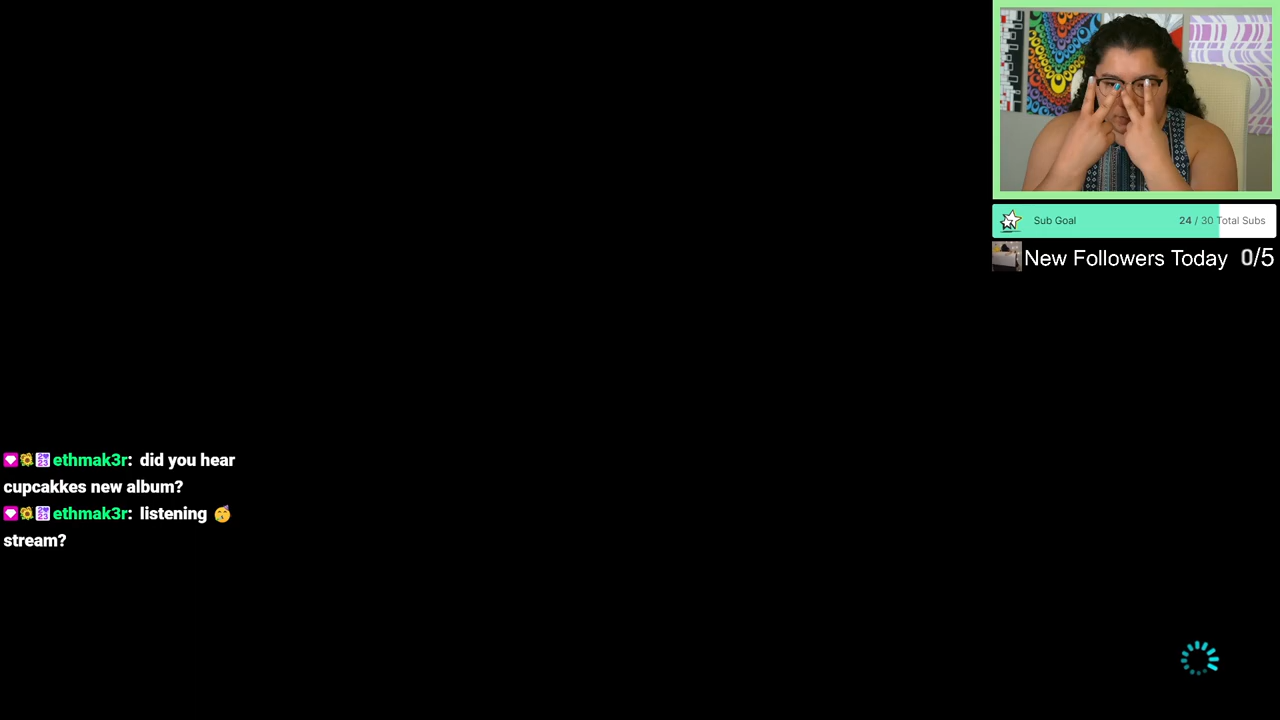 Sub Goal 24 / 30 Total Subs
New Followers Today 0/5
ethmak3r: did you hear
cupcakkes new album?
ethmak3r: listening 🥳
stream?